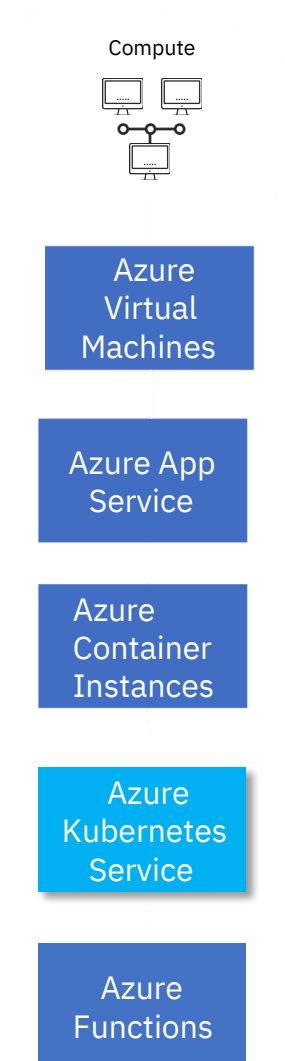 Compute
Azure
Virtual
Machines
Azure App
Service
Azure
Container
Instances
Azure
Kubernetes
Service
Azure
Functions